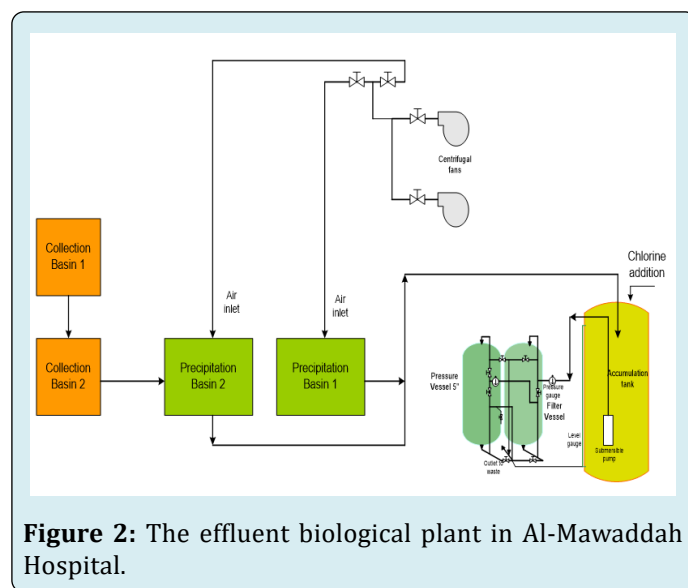 Centrifugal
fans
Collection
Basin 1
Air
inlet
Air
inlet
Chlorine
addition
Collection
Basin 2
Precipitation
Basin 2
Precipitation
Basin 1
Pressure
Vessel 5"
Pressure
gauge
Filler
Vessel
Accumulation
tank
Level
gauge
Submersible
pump
Outlet to
waste
Figure 2: The effluent biological plant in Al-Mawaddah
Hospital.